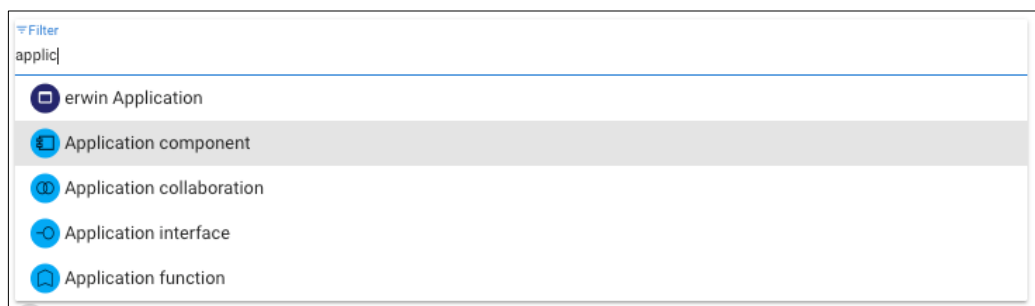 Filter
applic
erwin Application
Application component
Application collaboration
Application interface
Application function